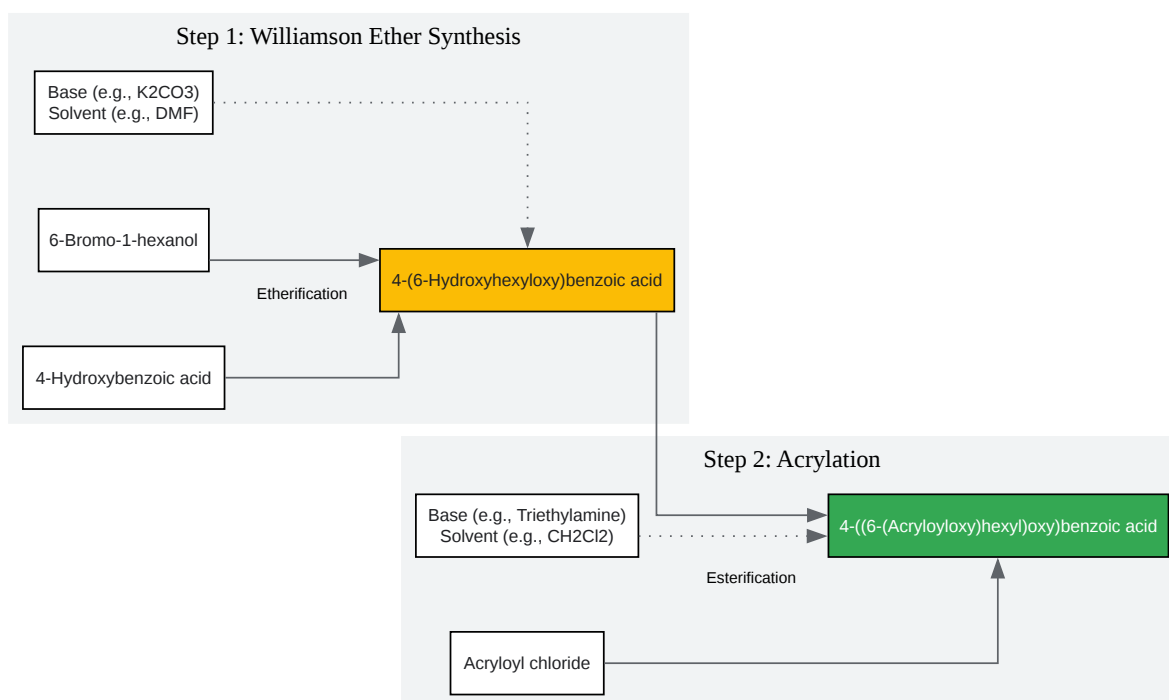 Step 1: Williamson Ether Synthesis
Base (e.g., K2CO3)
Solvent (e.g., DMF)
6-Bromo-1-hexanol
4-(6-Hydroxyhexyloxy)benzoic acid
Etherification
4-Hydroxybenzoic acid
Step 2: Acrylation
Base (e.g., Triethylamine)
Solvent (e.g., CH2Cl2)
4-((6-(Acryloyloxy)hexyl)oxy)benzoic acid
Esterification
Acryloyl chloride